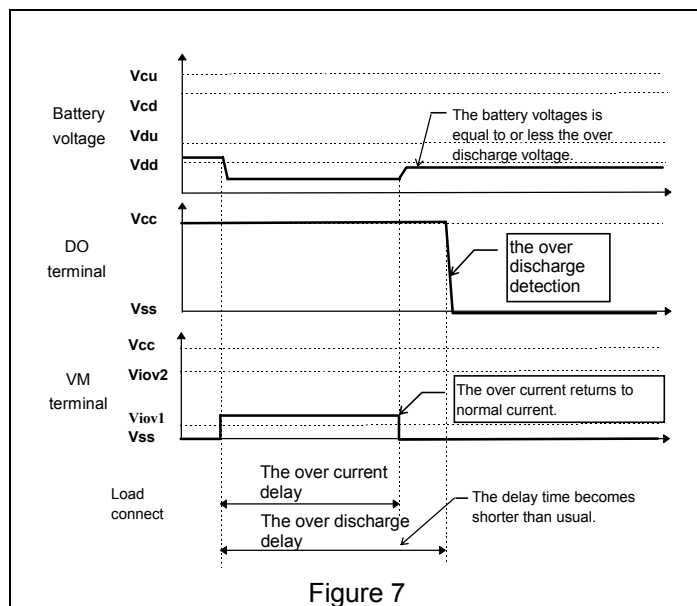 Vcu
Vcd
Battery
voltage
Vdu
Vdd
The battery voltages is
equal to or less the over
discharge voltage.
Vcc
DO
terminal
Vss
the over
discharge
detection
Vcc
Viov2
VM
terminal
Viov1
Vss
The over current returns to
normal current.
Load
connect
The over current
delay
The over discharge
delay
The delay time becomes
shorter than usual.
Figure 7